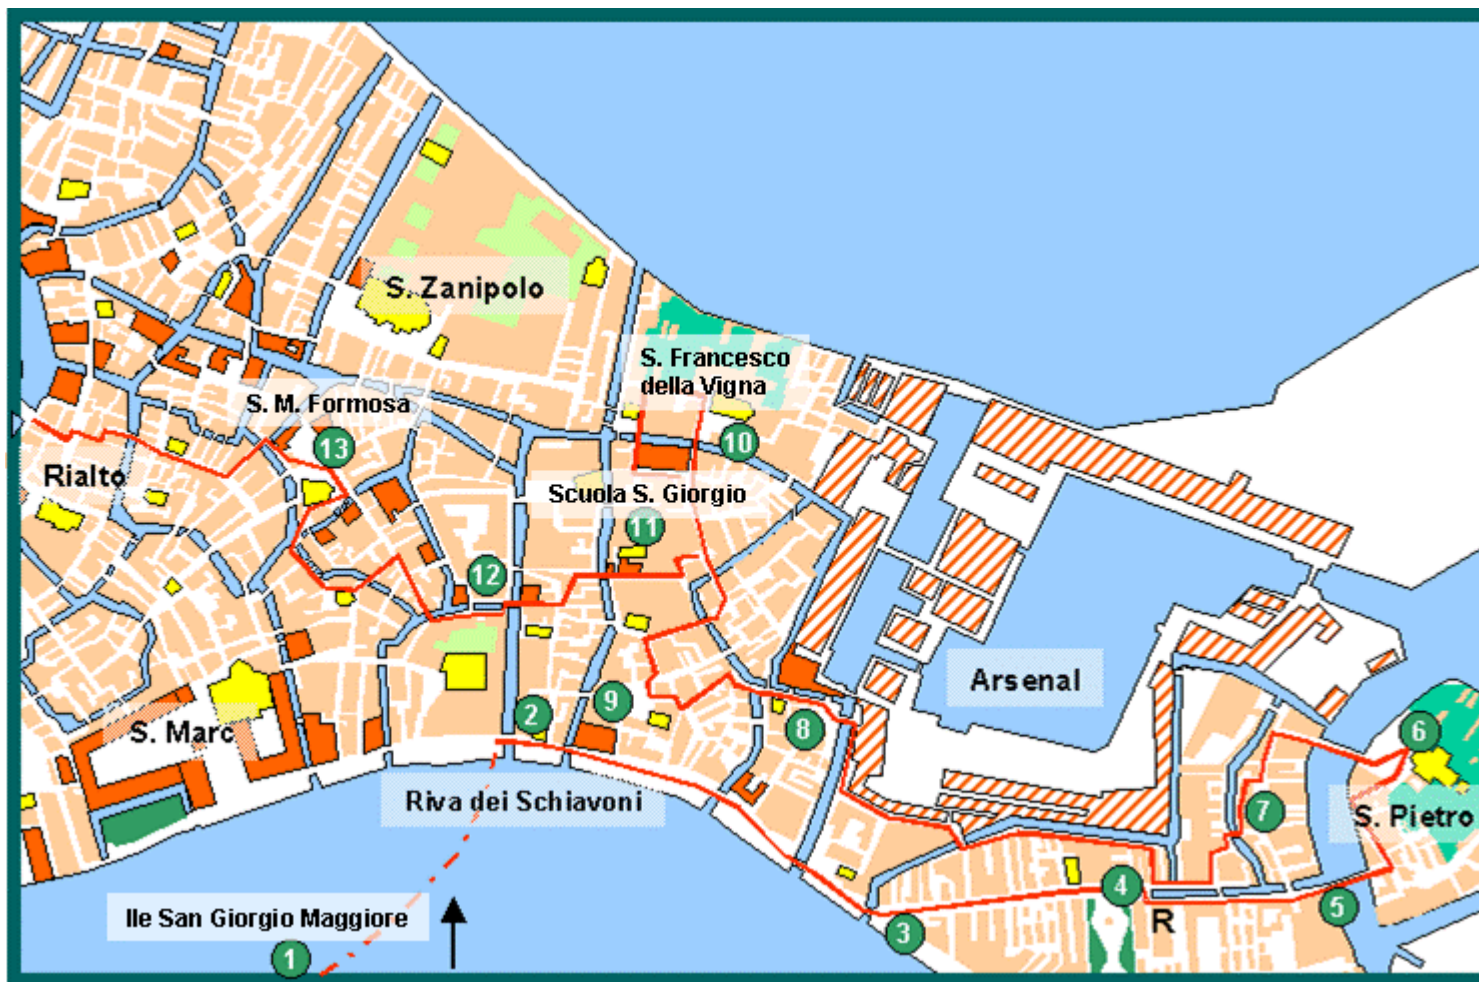 S. Zanipolo
S. Francesco
della Vigna
S. M. Formosa
13
10
Rialto
Scuola S. Giorgio
11
12
Arsenal
9
2
8
6
S. Marc
Riva dei Schiavoni
7
S. Pietro
4
5
R
3
Ile San Giorgio Maggiore
1